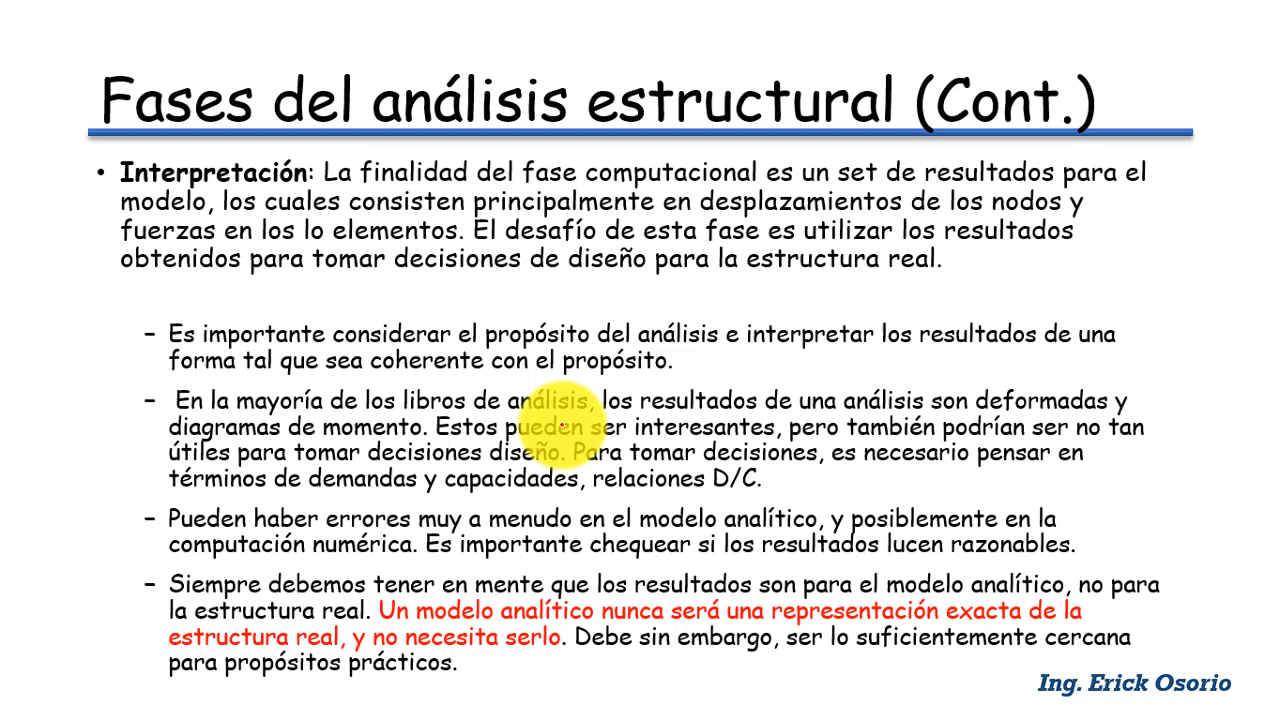 Fases del análisis estructural (Cont.)
• Interpretación: La finalidad del fase computacional es un set de resultados para el
modelo, los cuales consisten principalmente en desplazamientos de los nodos y
fuerzas en los lo elementos. El desafío de esta fase es utilizar los resultados
obtenidos para tomar decisiones de diseño para la estructura real.
– Es importante considerar el propósito del análisis e interpretar los resultados de una
forma tal que sea coherente con el propósito.
– En la mayoría de los libros de análisis, los resultados de una análisis son deformadas y
diagramas de momento. Estos pueden ser interesantes, pero también podrían ser no tan
útiles para tomar decisiones diseño. Para tomar decisiones, es necesario pensar en
términos de demandas y capacidades, relaciones D/C.
– Pueden haber errores muy a menudo en el modelo analítico, y posiblemente en la
computación numérica. Es importante chequear si los resultados lucen razonables.
– Siempre debemos tener en mente que los resultados son para el modelo analítico, no para
la estructura real. Un modelo analítico nunca será una representación exacta de la
estructura real, y no necesita serlo. Debe sin embargo, ser lo suficientemente cercana
para propósitos prácticos.
Ing. Erick Osorio